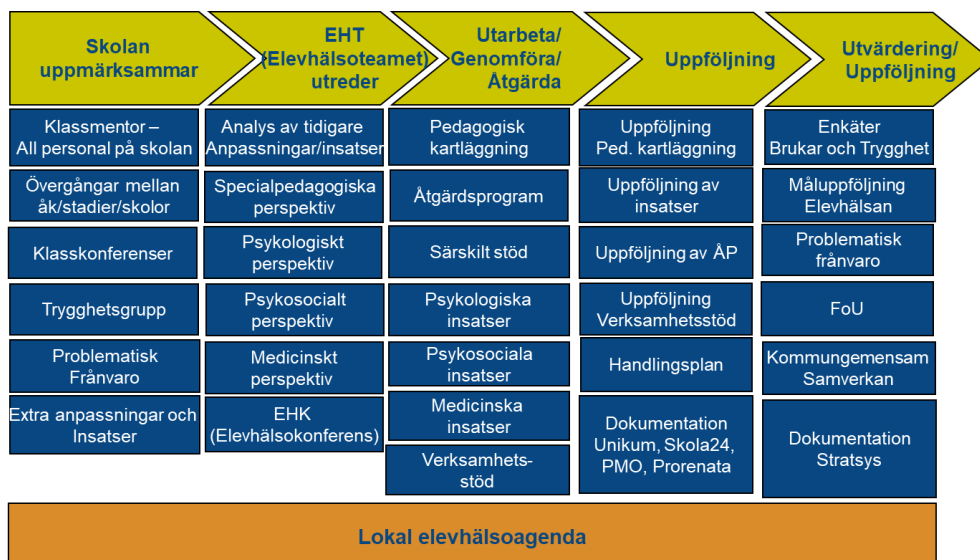 Skolan
uppmärksammar
EHT
(Elevhälsoteamet)
utreder
Utarbeta/
Genomföra/
Åtgärda
Uppföljning
Utvärdering/
Uppföljning
Klassmentor –
All personal på skolan
Övergångar mellan
åk/stadier/skolor
Klasskonferenser
Trygghetsgrupp
Problematisk
Frånvaro
Extra anpassningar och
Insatser
Analys av tidigare
Anpassningar/insatser
Specialpedagogiska
perspektiv
Psykologiskt
perspektiv
Psykosocialt
perspektiv
Medicinskt
perspektiv
EHK
(Elevhälsokonferens)
Pedagogisk
kartläggning
Åtgärdsprogram
Särskilt stöd
Psykologiska
insatser
Psykosociala
insatser
Medicinska
insatser
Verksamhets-
stöd
Uppföljning
Ped. kartläggning
Uppföljning av
insatser
Uppföljning av ÅP
Uppföljning
Verksamhetsstöd
Handlingsplan
Dokumentation
Unikum, Skola24,
PMO, Prorenata
Enkäter
Brukar och Trygghet
Måluppföljning
Elevhälsan
Problematisk
frånvaro
FoU
Kommungemensam
Samverkan
Dokumentation
Stratsys
Lokal elevhälsoagenda